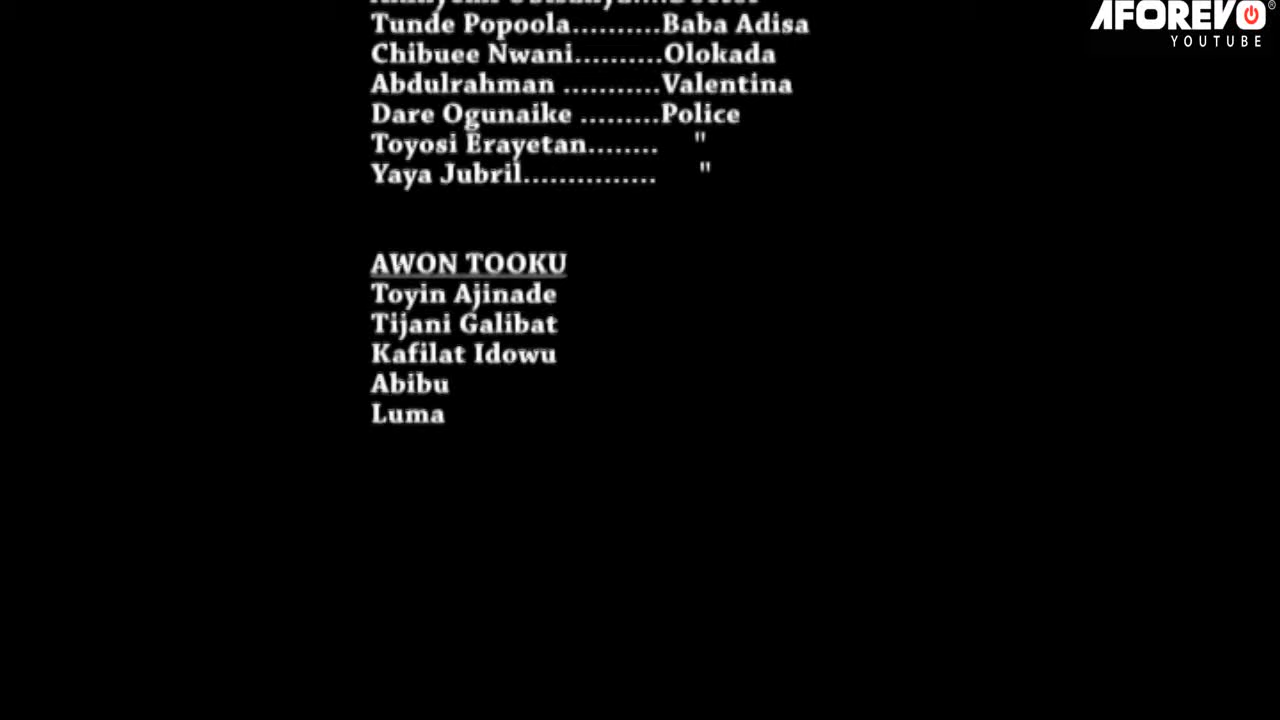 AFOREVO®
YOUTUBE
Tunde Popoola..........Baba Adisa
Chibuee Nwani..........Olokada
Abdulrahman ...........Valentina
Dare Ogunaike .........Police
Toyosi Erayetan........ "
Yaya Jubril............... "
AWON TOOKU
Toyin Ajinade
Tijani Galibat
Kafilat Idowu
Abibu
Luma